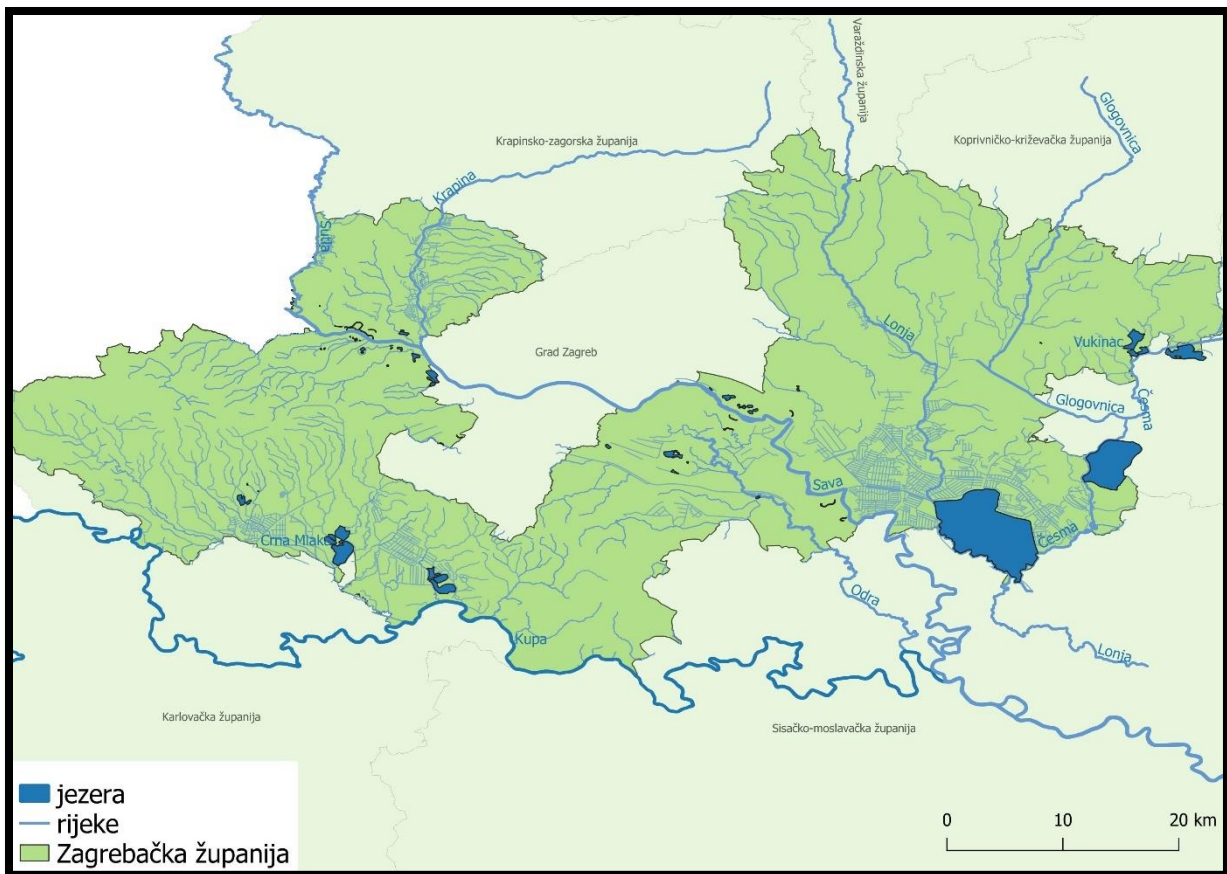 Varaždinska županija
Glogovnica
Krapinsko-zagorska županija
Koprivničko-križevačka županija
Krapina
Sutla
Lonja
Vukinac
Grad Zagreb
Glogovnica
Česma
Sava
Crna Mlaka
Česma
Odra
Kupa
Lonja
Karlovačka županija
Sisačko-moslavačka županija
jezera
rijeke
Zagrebačka županija
0 10 20 km